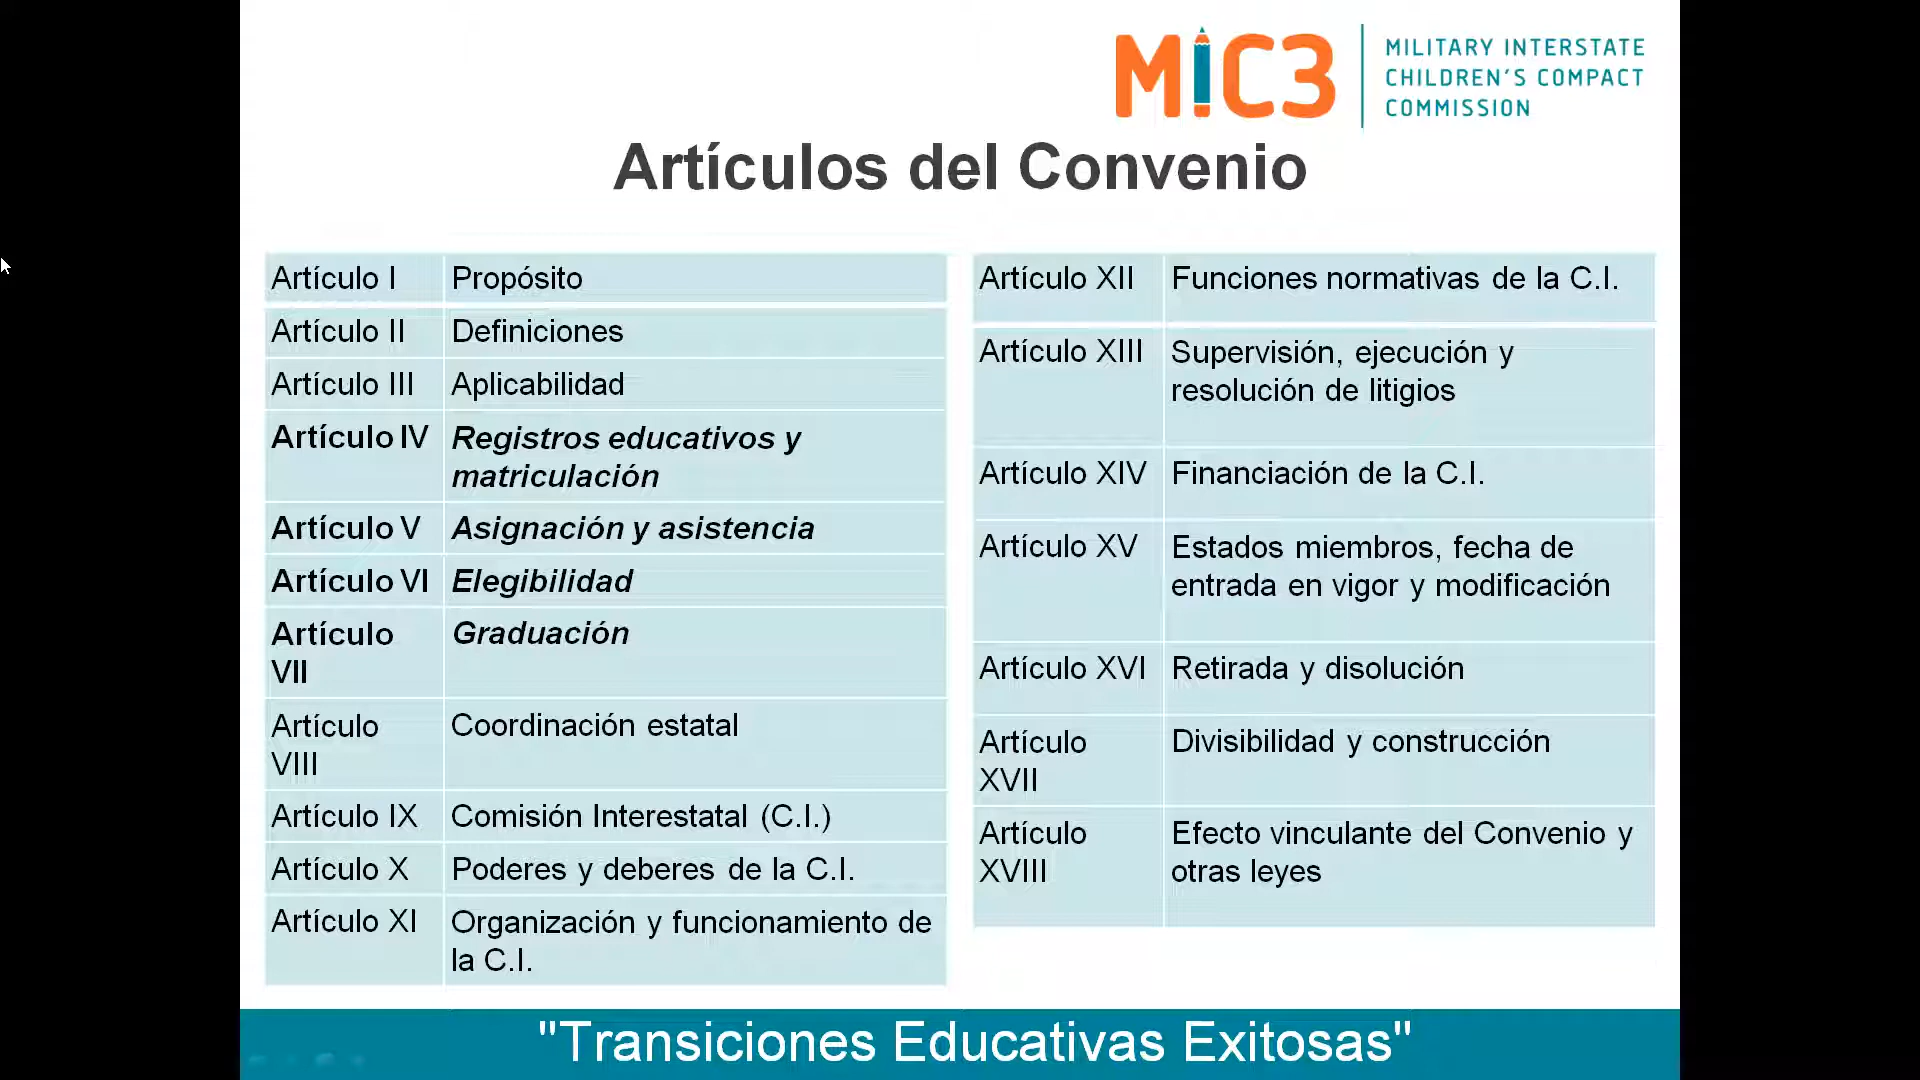 MIC3
MILITARY INTERSTATE
CHILDREN'S COMPACT
COMMISSION
Artículos del Convenio
Artículo I Propósito
Artículo II Definiciones
Artículo III Aplicabilidad
Artículo IV Registros educativos y
matriculación
Artículo V Asignación y asistencia
Artículo VI Elegibilidad
Artículo Graduación
VII
Artículo Coordinación estatal
VIII
Artículo IX Comisión Interestatal (C.I.)
Artículo X Poderes y deberes de la C.I.
Artículo XI Organización y funcionamiento de
la C.I.
Artículo XII Funciones normativas de la C.I.
Artículo XIII Supervisión, ejecución y
resolución de litigios
Artículo XIV Financiación de la C.I.
Artículo XV Estados miembros, fecha de
entrada en vigor y modificación
Artículo XVI Retirada y disolución
Artículo Divisibilidad y construcción
XVII
Artículo Efecto vinculante del Convenio y
XVIII otras leyes
"Transiciones Educativas Exitosas"